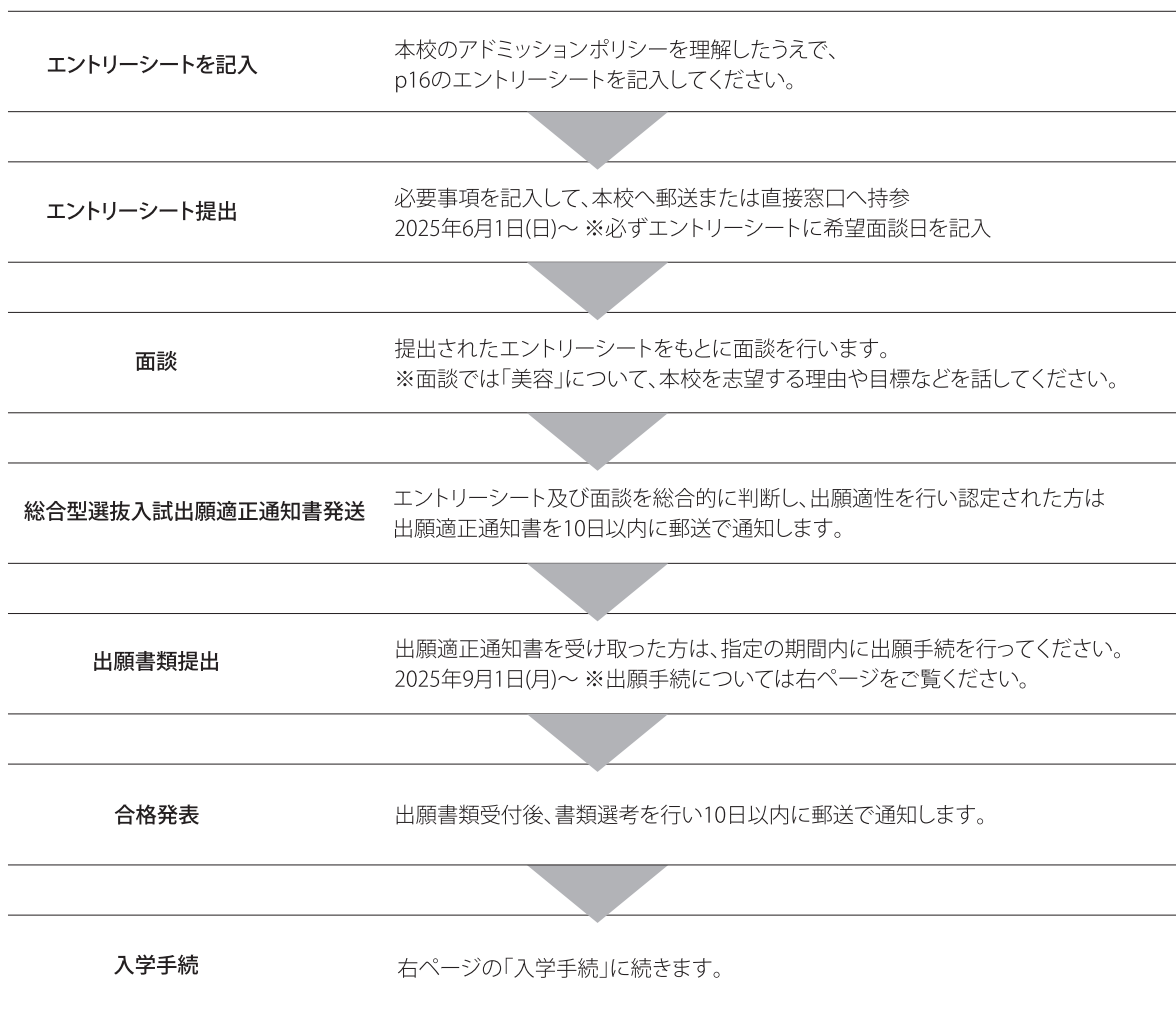 エントリーシートを記入
本校のアドミッションポリシーを理解したうえで、
p16のエントリーシートを記入してください。
エントリーシート提出
必要事項を記入して、本校へ郵送または直接窓口へ持参
2025年6月1日(日)〜 ※必ずエントリーシートに希望面談日を記入
面談
提出されたエントリーシートをもとに面談を行います。
※面談では「美容」について、本校を志望する理由や目標などを話してください。
総合型選抜入試出願適正通知書発送
エントリーシート及び面談を総合的に判断し、出願適性を行い認定された方は
出願適正通知書を10日以内に郵送で通知します。
出願書類提出
出願適正通知書を受け取った方は、指定の期間内に出願手続を行ってください。
2025年9月1日(月)〜 ※出願手続については右ページをご覧ください。
合格発表
出願書類受付後、書類選考を行い10日以内に郵送で通知します。
入学手続
右ページの「入学手続」に続きます。